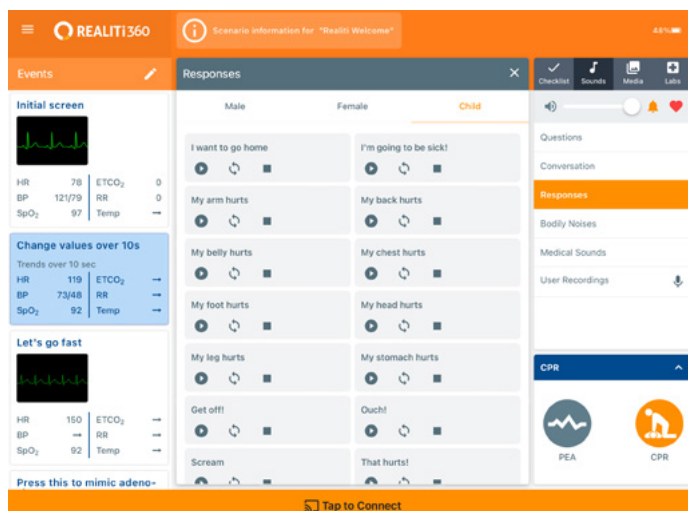 REALITi360
Scenario information for "Realiti Welcome"
48%
Events
Initial screen
HR 78 ETCO2 0
BP 121/79 RR 0
SpO2 97 Temp →
Change values over 10s
Trends over 10 sec
HR 119 ETCO2 →
BP 73/48 RR →
SpO2 92 Temp →
Let's go fast
HR 150 ETCO2 →
BP → RR →
SpO2 92 Temp →
Press this to mimic adeno-
Responses
Male Female Child
I want to go home I'm going to be sick!
My arm hurts My back hurts
My belly hurts My chest hurts
My foot hurts My head hurts
My leg hurts My stomach hurts
Get off! Ouch!
Scream That hurts!
Checklist Sounds Media Labs
Questions
Conversation
Responses
Bodily Noises
Medical Sounds
User Recordings
CPR
PEA CPR
Tap to Connect